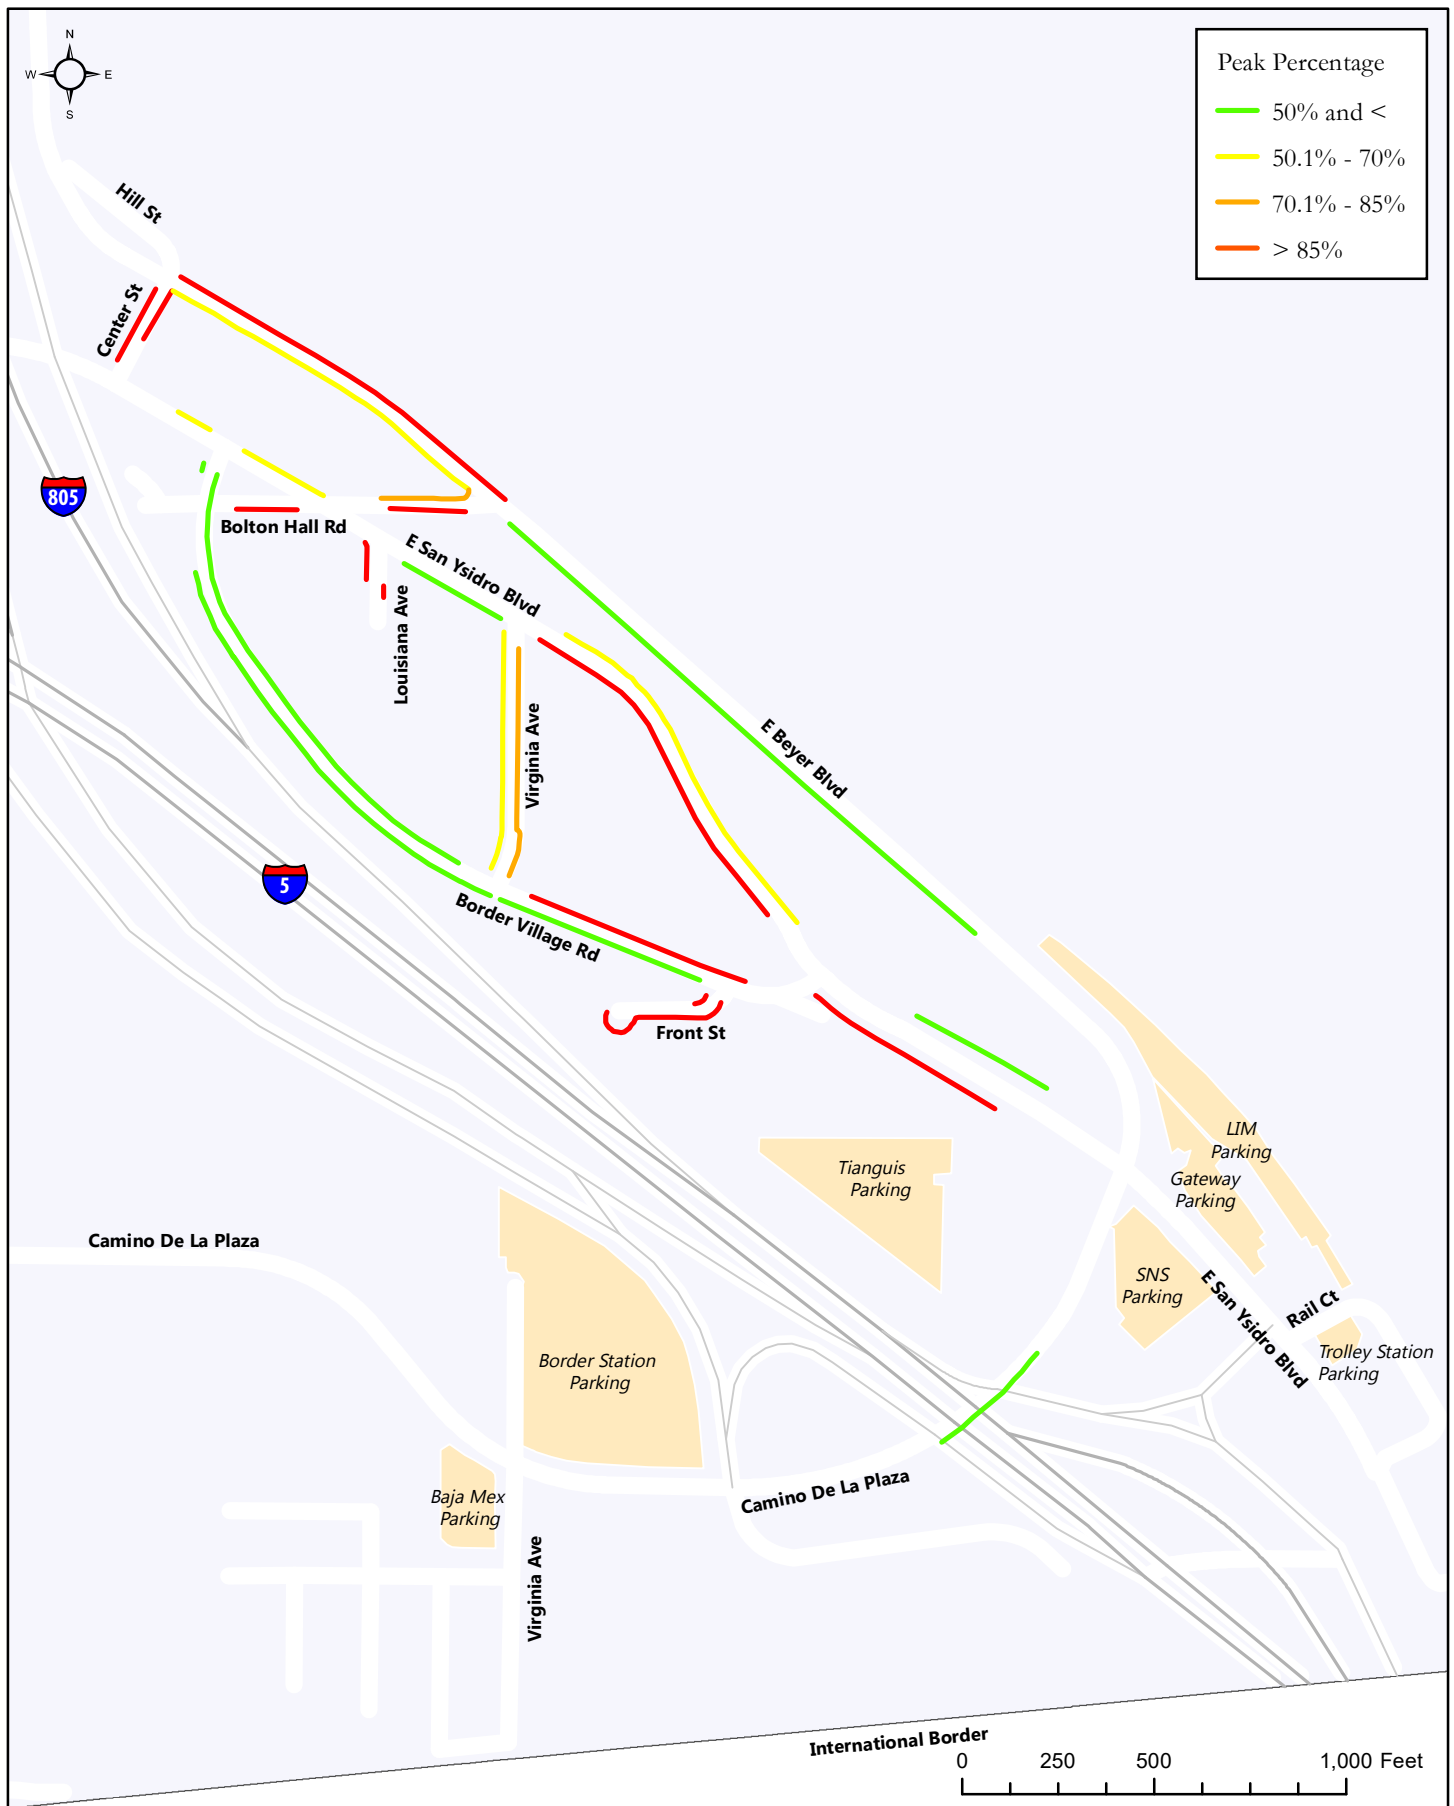 N
W
E
S
Peak Percentage
50% and <
50.1% - 70%
70.1% - 85%
> 85%
Hill St
Center St
805
Bolton Hall Rd
E San Ysidro Blvd
Louisiana Ave
Virginia Ave
E Beyer Blvd
5
Border Village Rd
Front St
LIM
Parking
Tianguis
Parking
Gateway
Parking
Camino De La Plaza
SNS
Parking
E San Ysidro Blvd
Rail Ct
Trolley Station
Parking
Border Station
Parking
Baja Mex
Parking
Camino De La Plaza
Virginia Ave
International Border
0 250 500 1,000 Feet